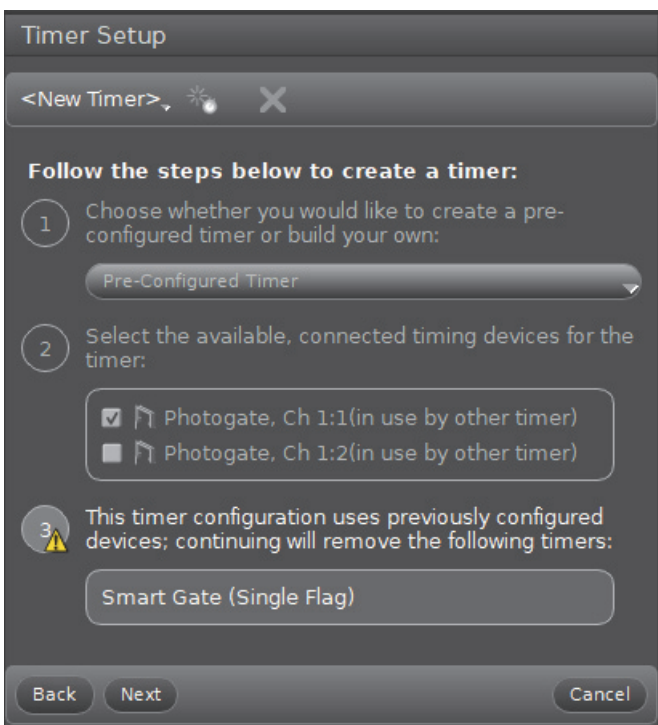 Timer Setup
<New Timer>
Follow the steps below to create a timer:
1
Choose whether you would like to create a pre-
configured timer or build your own:
Pre-Configured Timer
2
Select the available, connected timing devices for the
timer:
Photogate, Ch 1:1(in use by other timer)
Photogate, Ch 1:2(in use by other timer)
3
This timer configuration uses previously configured
devices; continuing will remove the following timers:
Smart Gate (Single Flag)
Back Next Cancel